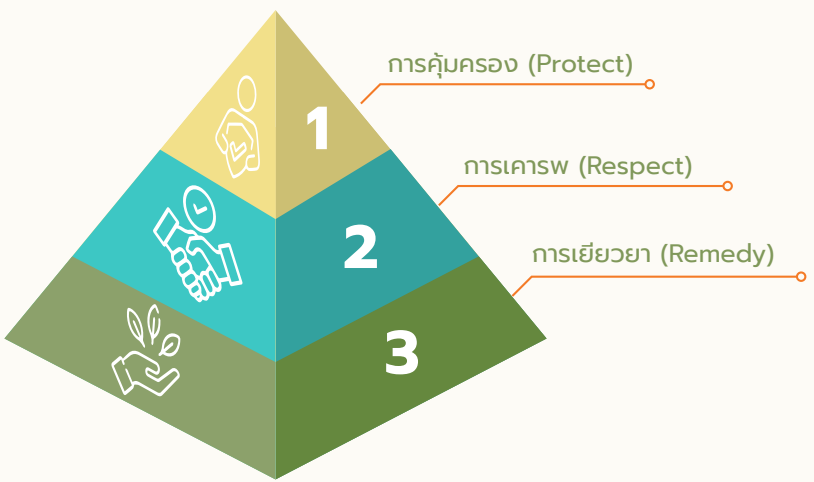 การคุ้มครอง (Protect)
1
การเคารพ (Respect)
2
การเยียวยา (Remedy)
3